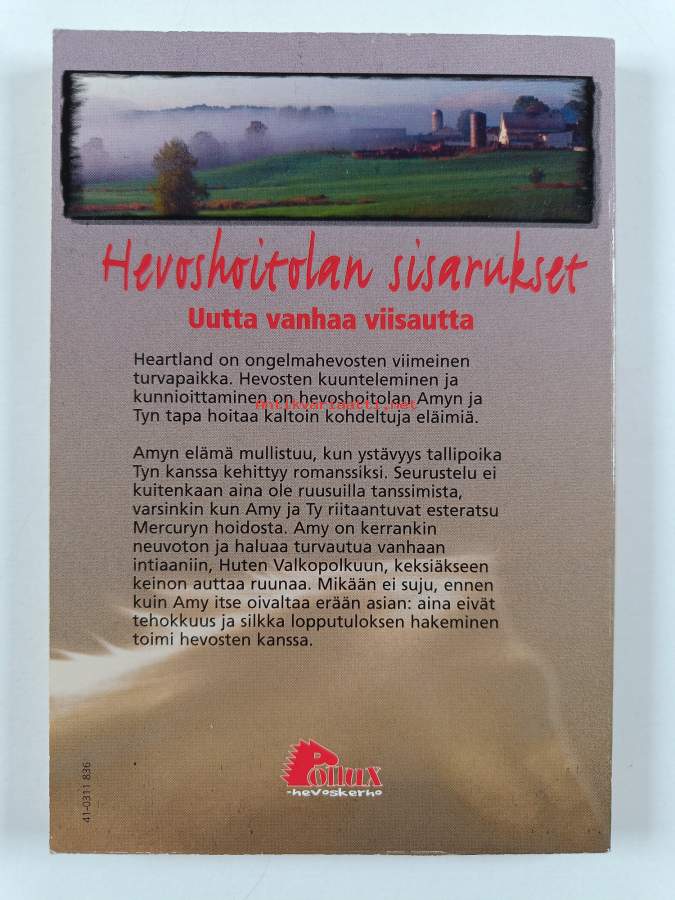 Hevoshoitolan sisarukset
Uutta vanhaa viisautta
Heartland on ongelmahevosten viimeinen
turvapaikka. Hevosten kuunteleminen ja
kunnioittaminen on hevoshoitolan Amyn ja
Antikvariaatti.net
Tyn tapa hoitaa kaltoin kohdeltuja eläimiä.
Amyn elämä mullistuu, kun ystävyys tallipoika
Tyn kanssa kehittyy romanssiksi. Seurustelu ei
kuitenkaan aina ole ruusuilla tanssimista,
varsinkin kun Amy ja Ty riitaantuvat esteratsu
Mercuryn hoidosta. Amy on kerrankin
neuvoton ja haluaa turvautua vanhaan
intiaaniin, Huten Valkopolkuun, keksiäkseen
keinon auttaa ruunaa. Mikään ei suju, ennen
kuin Amy itse oivaltaa erään asian: aina eivät
tehokkuus ja silkka lopputuloksen hakeminen
toimi hevosten kanssa.
Pollux
-hevoskerho
41-0311 836